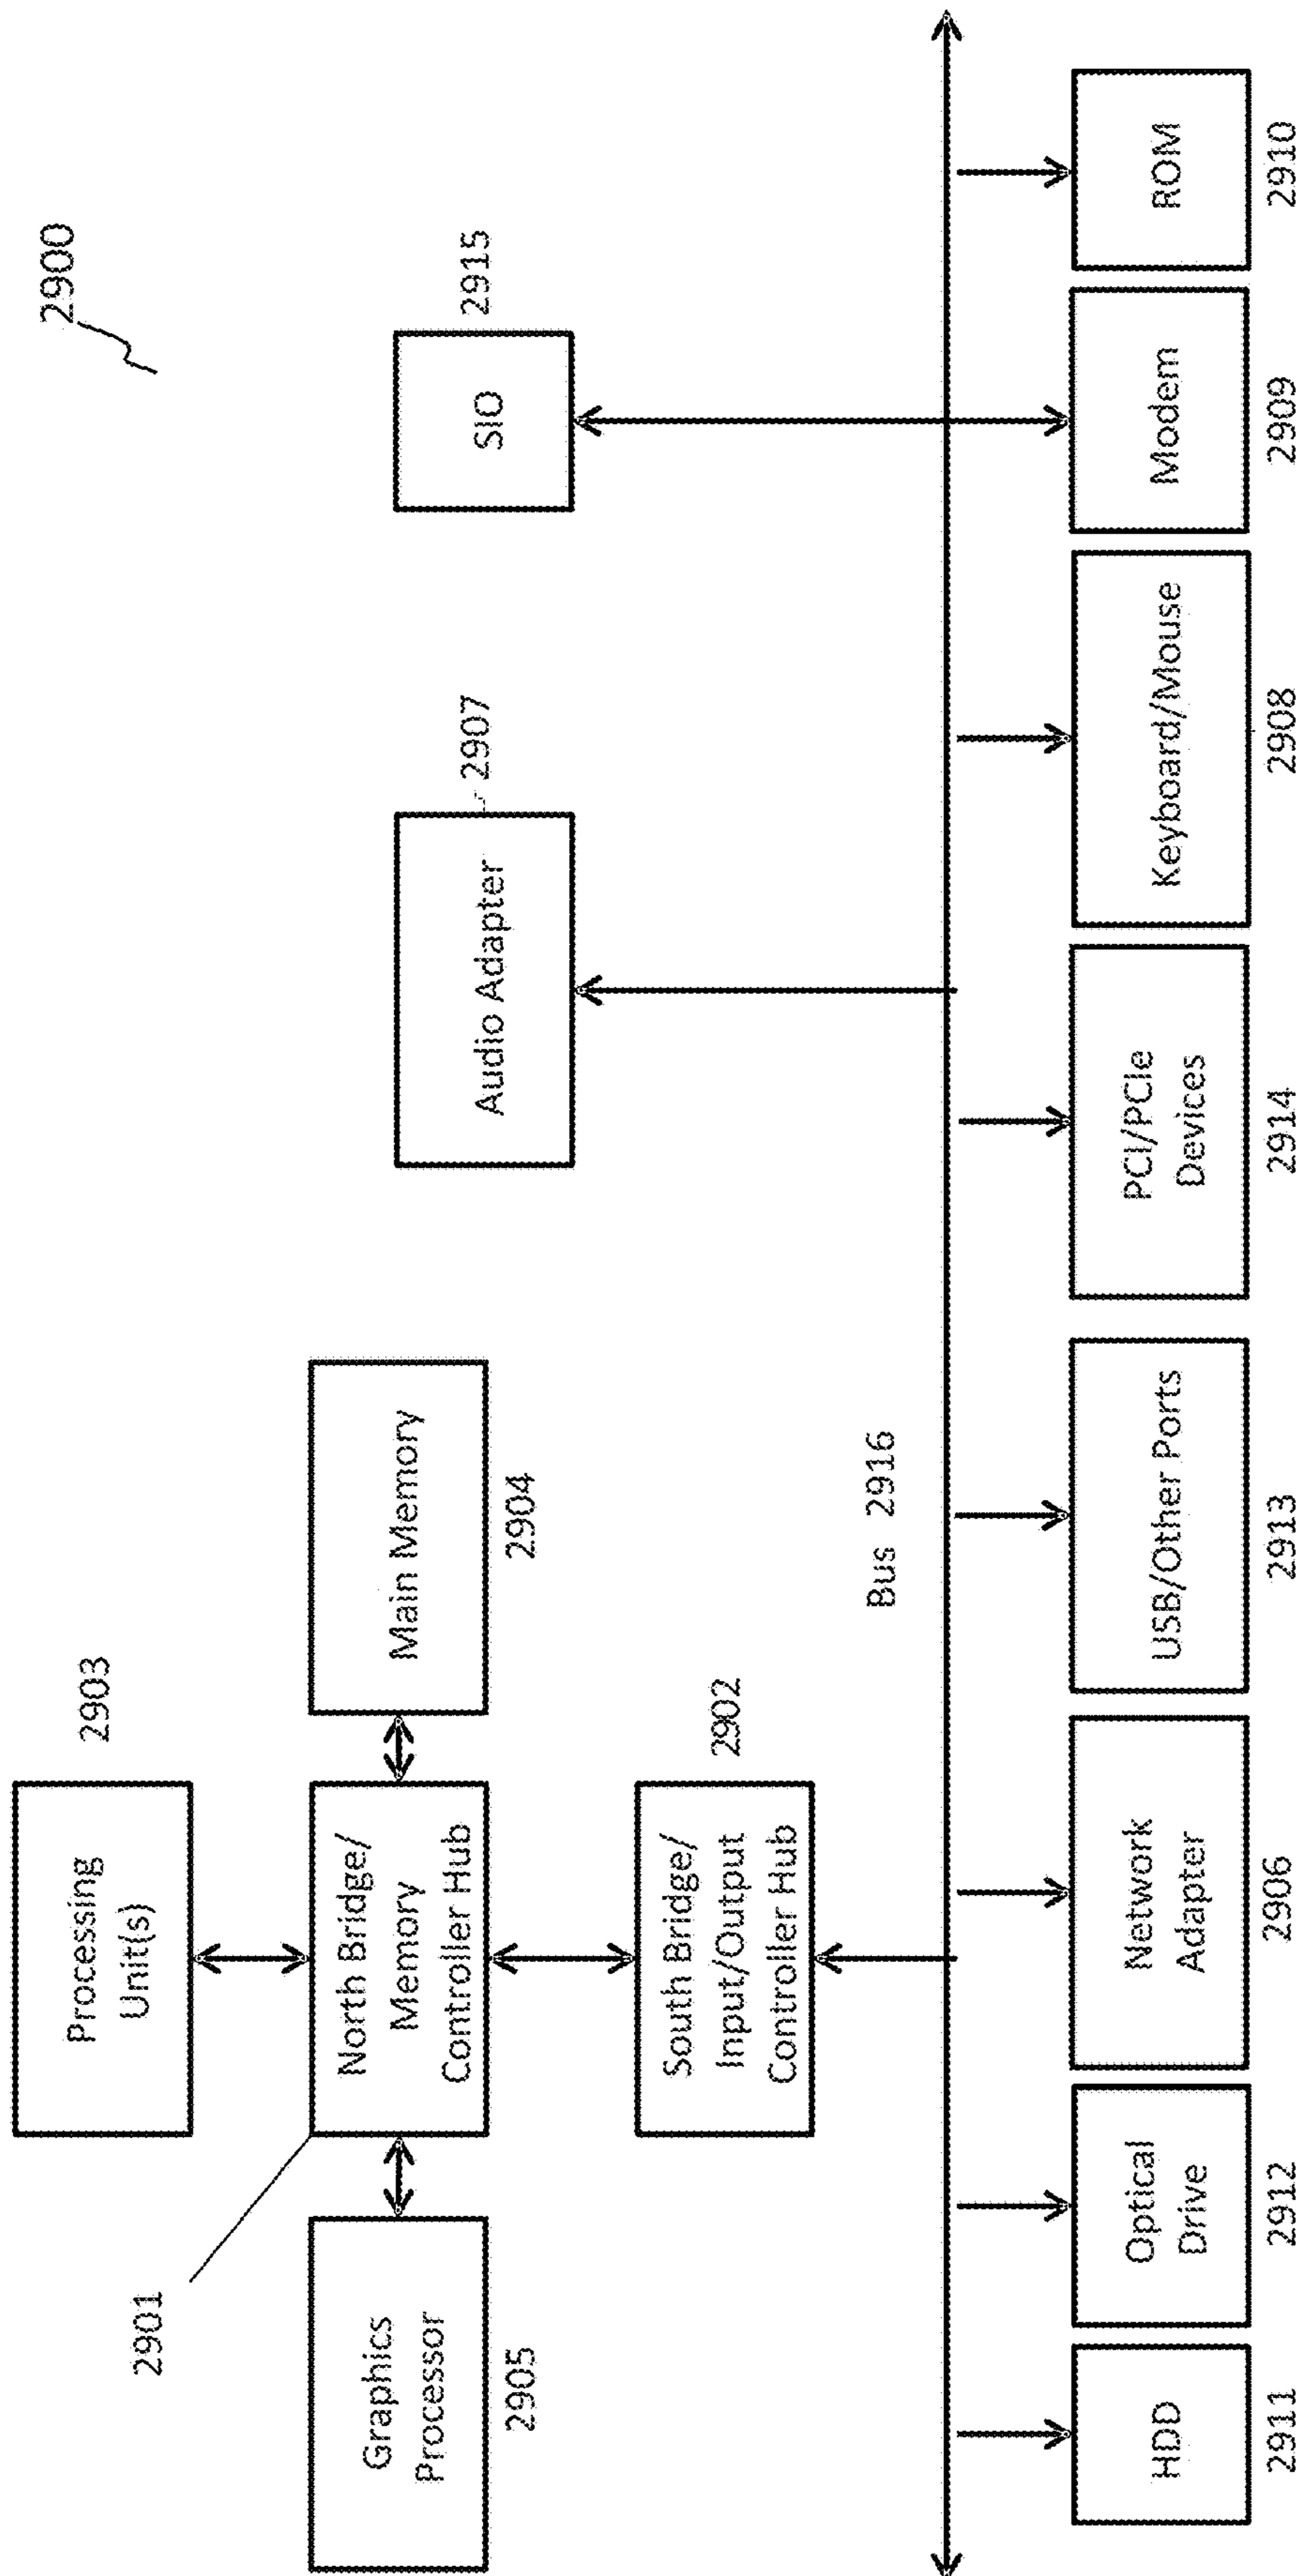 2900
2903
Processing
Unit(s)
2901
Graphics
Processor
2905
North Bridge/
Memory
Controller Hub
Main Memory
2904
Audio Adapter
2907
SIO
2915
2902
South Bridge/
Input/Output
Controller Hub
Bus 2916
HDD
2911
Optical
Drive
2912
Network
Adapter
2906
USB/Other Ports
2913
PCI/PCIe
Devices
2914
Keyboard/Mouse
2908
Modem
2909
ROM
2910